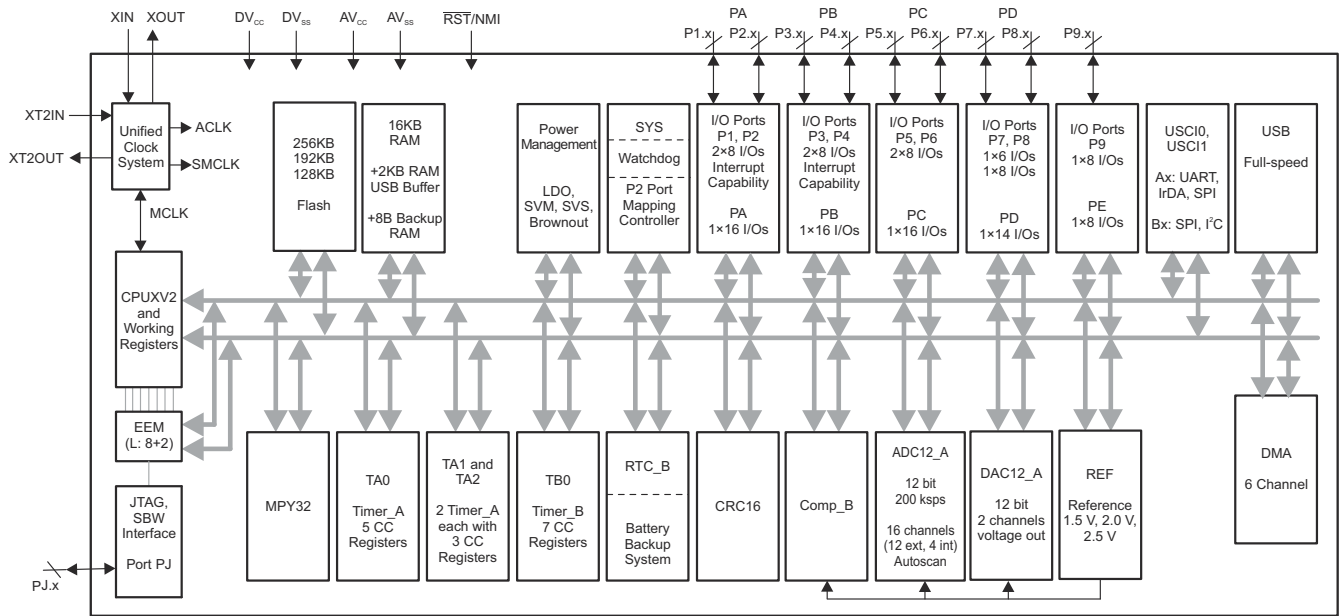 XIN XOUT DVCC DVSS AVCC AVSS RST/NMI
PA PB PC PD
P1.x P2.x P3.x P4.x P5.x P6.x P7.x P8.x P9.x
XT2IN
XT2OUT
Unified
Clock
System
ACLK
SMCLK
MCLK
256KB
192KB
128KB
Flash
16KB
RAM
+2KB RAM
USB Buffer
+8B Backup
RAM
Power
Management
LDO,
SVM, SVS,
Brownout
SYS
Watchdog
P2 Port
Mapping
Controller
I/O Ports
P1, P2
2×8 I/Os
Interrupt
Capability
PA
1×16 I/Os
I/O Ports
P3, P4
2×8 I/Os
Interrupt
Capability
PB
1×16 I/Os
I/O Ports
P5, P6
2×8 I/Os
PC
1×16 I/Os
I/O Ports
P7, P8
1×6 I/Os
1×8 I/Os
PD
1×14 I/Os
I/O Ports
P9
1×8 I/Os
PE
1×8 I/Os
USCI0,
USCI1
Ax: UART,
IrDA, SPI
Bx: SPI, I²C
USB
Full-speed
CPUXV2
and
Working
Registers
EEM
(L: 8+2)
JTAG,
SBW
Interface
Port PJ
PJ.x
MPY32
TA0
Timer_A
5 CC
Registers
TA1 and
TA2
2 Timer_A
each with
3 CC
Registers
TB0
Timer_B
7 CC
Registers
RTC_B
Battery
Backup
System
CRC16
Comp_B
ADC12_A
12 bit
200 ksps
16 channels
(12 ext, 4 int)
Autoscan
DAC12_A
12 bit
2 channels
voltage out
REF
Reference
1.5 V, 2.0 V,
2.5 V
DMA
6 Channel